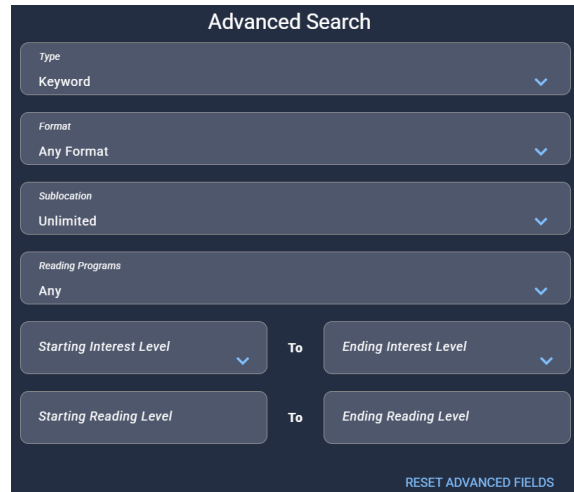 Advanced Search
Type
Keyword
Format
Any Format
Sublocation
Unlimited
Reading Programs
Any
Starting Interest Level To Ending Interest Level
Starting Reading Level To Ending Reading Level
RESET ADVANCED FIELDS